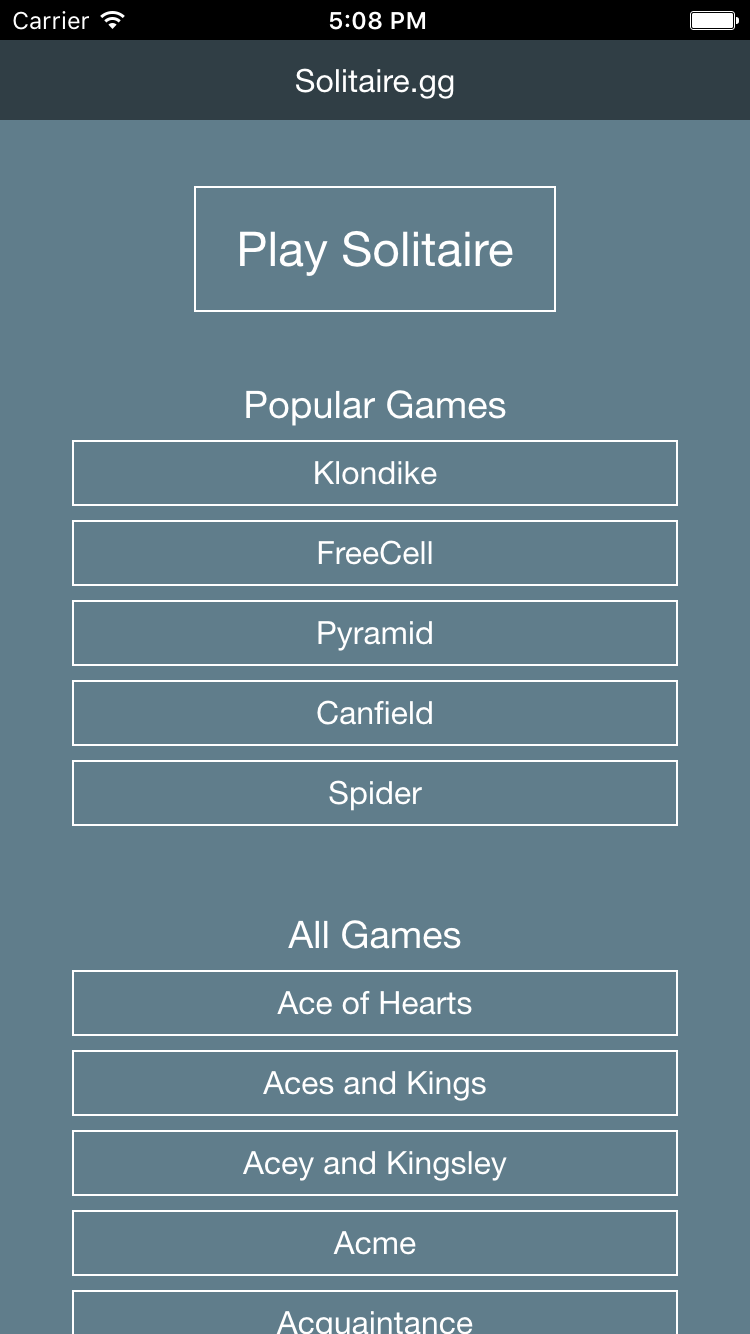 Carrier 5:08 PM
Solitaire.gg
Play Solitaire
Popular Games
Klondike
FreeCell
Pyramid
Canfield
Spider
All Games
Ace of Hearts
Aces and Kings
Acey and Kingsley
Acme
Acquaintance